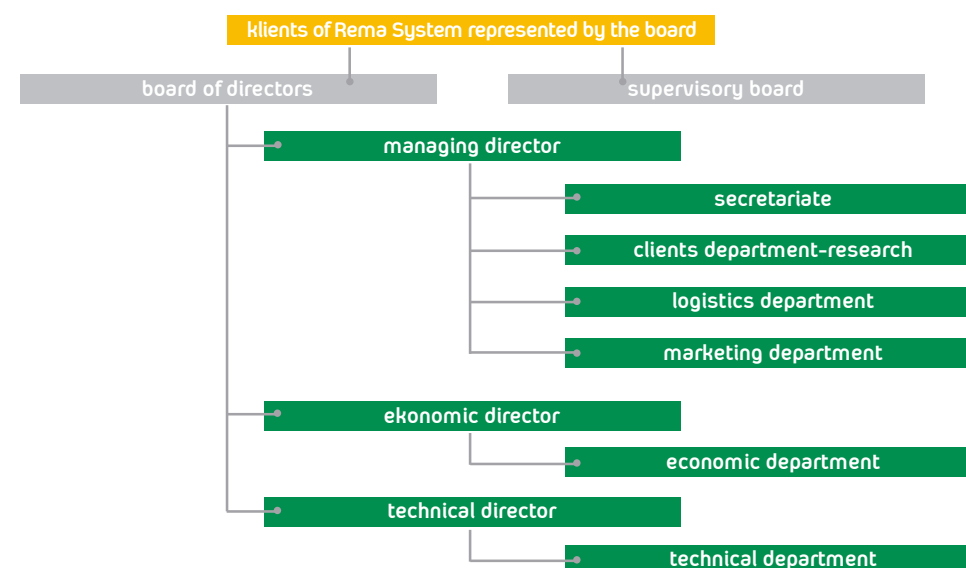 klients of Rema System represented by the board
board of directors
supervisory board
managing director
secretariate
clients department-research
logistics department
marketing department
ekonomic director
economic department
technical director
technical department